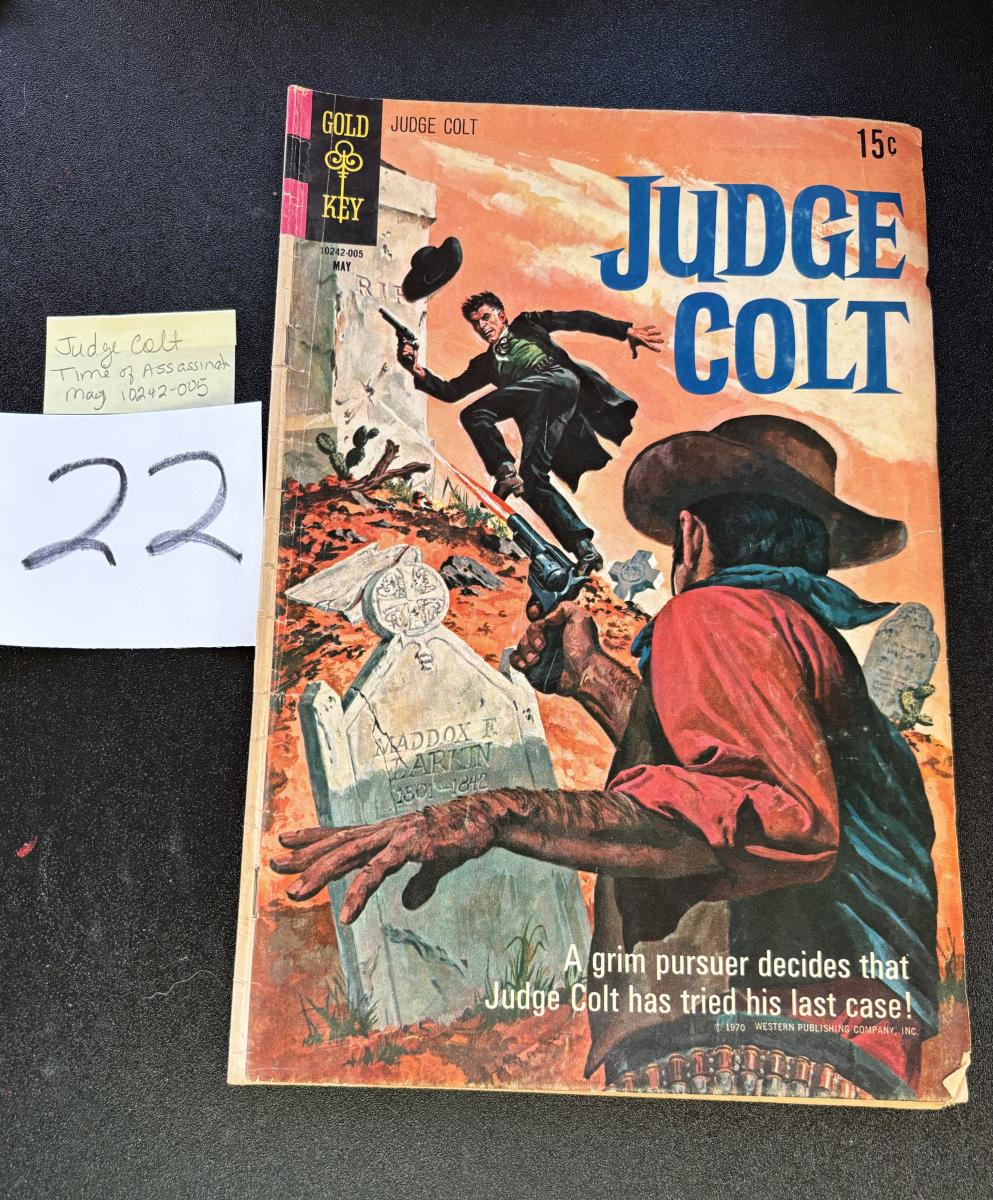 GOLD
KEY
JUDGE COLT
15¢
JUDGE
COLT
10242-005
MAY
RIP
Judge Colt
Time of Assassinat
May 10242-005
22
MADDOX F.
LARKIN
1801-1842
A grim pursuer decides that
Judge Colt has tried his last case!
© 1970 WESTERN PUBLISHING COMPANY, INC.